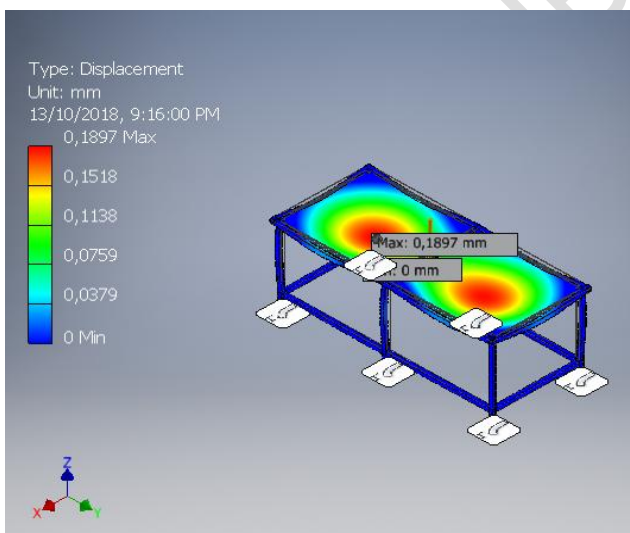 Type: Displacement
Unit: mm
13/10/2018, 9:16:00 PM
0,1897 Max
0,1518
0,1138
0,0759
0,0379
0 Min
Max: 0,1897 mm
0 mm
Z
X
Y